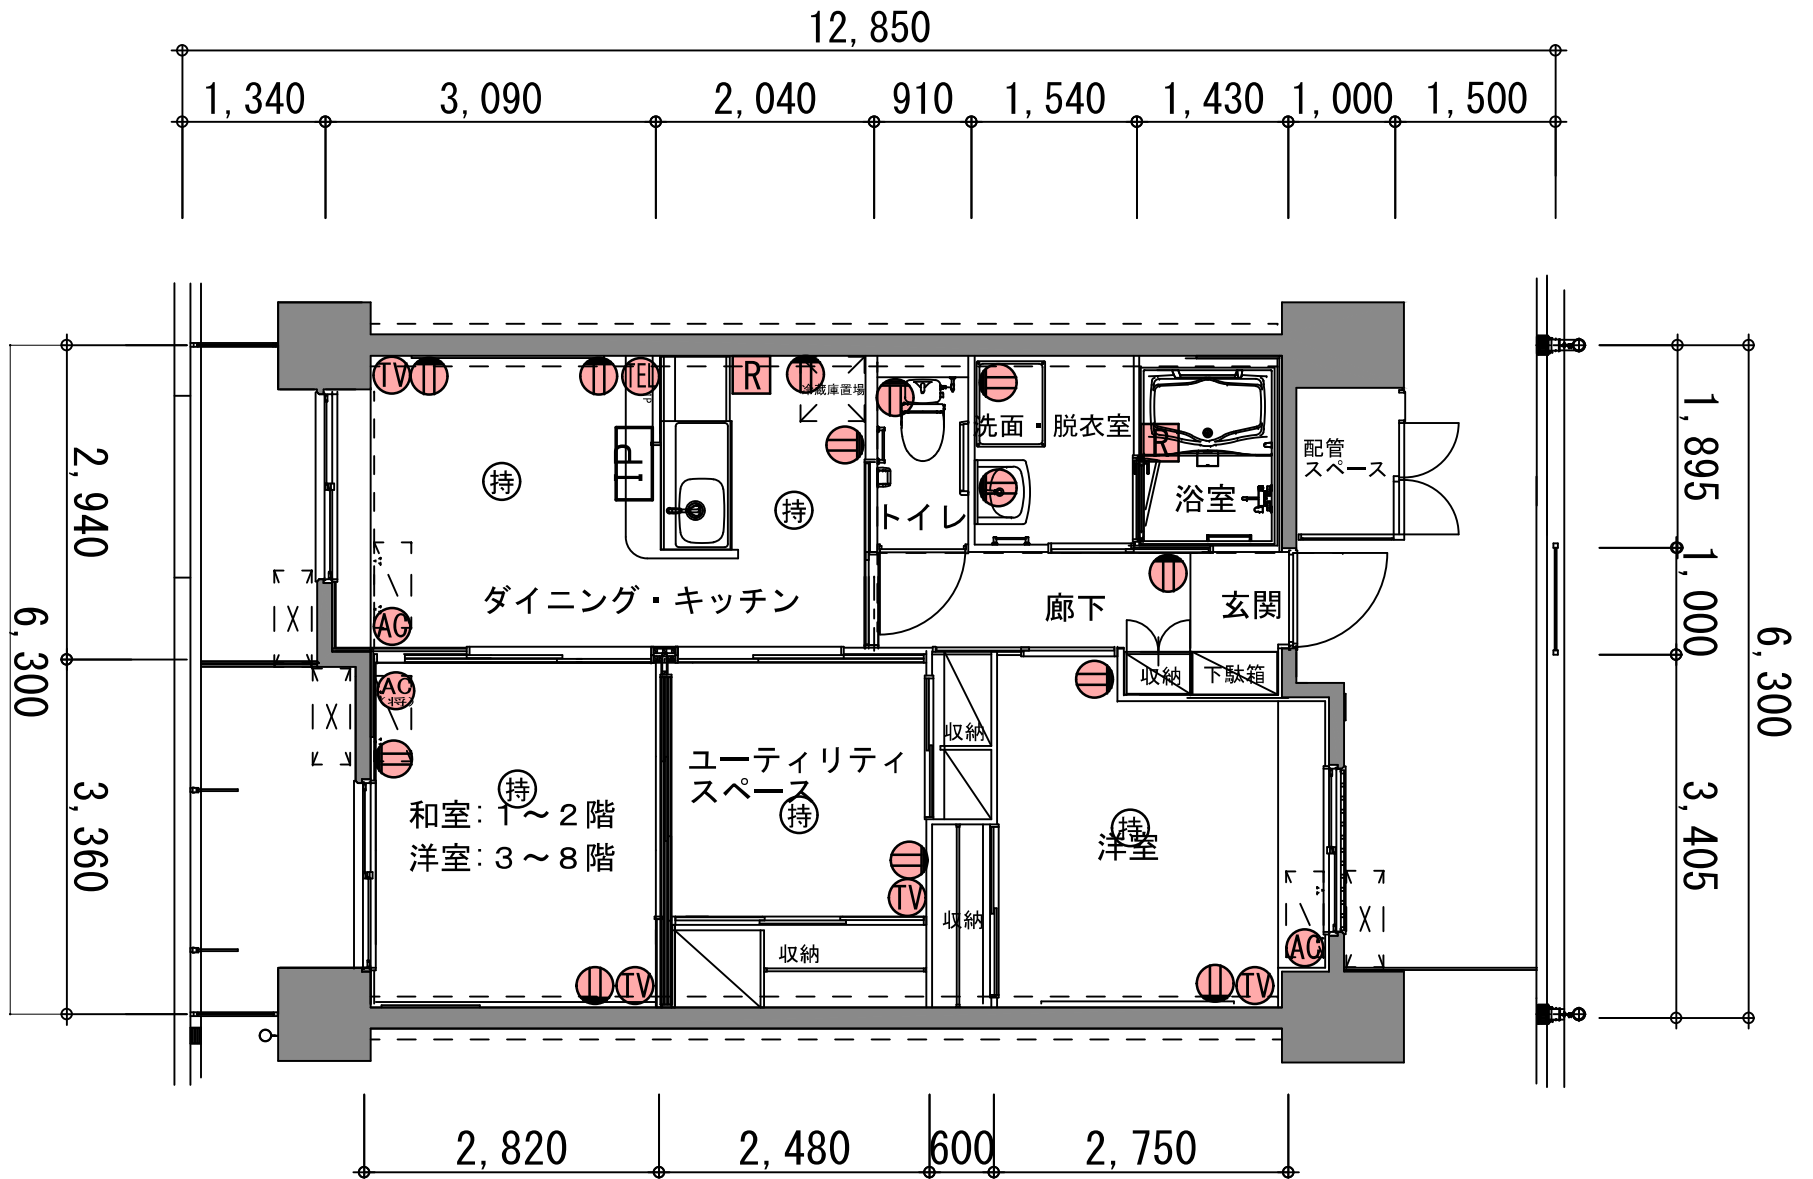 12,850
1,340
3,090
2,040
910
1,540
1,430
1,000
1,500
TV
TEL
R
冷蔵庫置場
洗面・脱衣室
R
配管
スペース
持
TP
持
浴室
トイレ
AC
ダイニング・キッチン
廊下
玄関
AC
収納
下駄箱
収納
ユーティリティ
スペース
持
持
和室：1～2階
洋室：3～8階
持
洋室
TV
収納
収納
AC
TV
TV
2,940
3,360
6,300
1,895
1,000
3,405
6,300
2,820
2,480
600
2,750